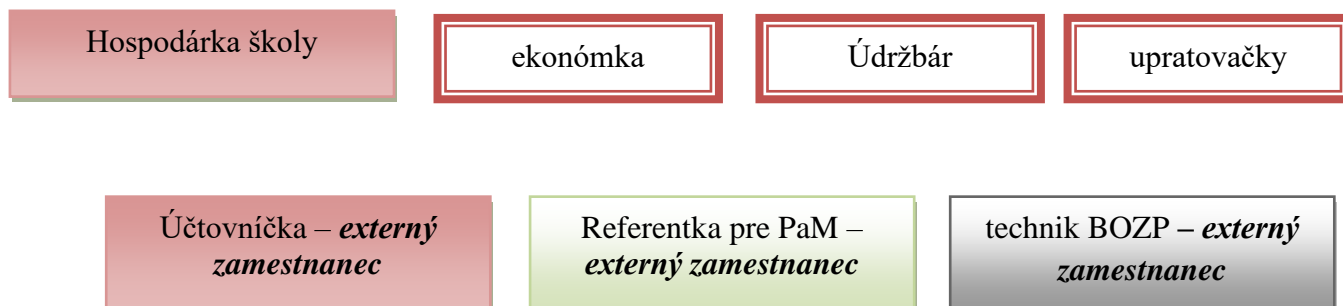 Hospodárka školy
ekonómka
Údržbár
upratovačky
Účtovníčka – externý
zamestnanec
Referentka pre PaM –
externý zamestnanec
technik BOZP – externý
zamestnanec